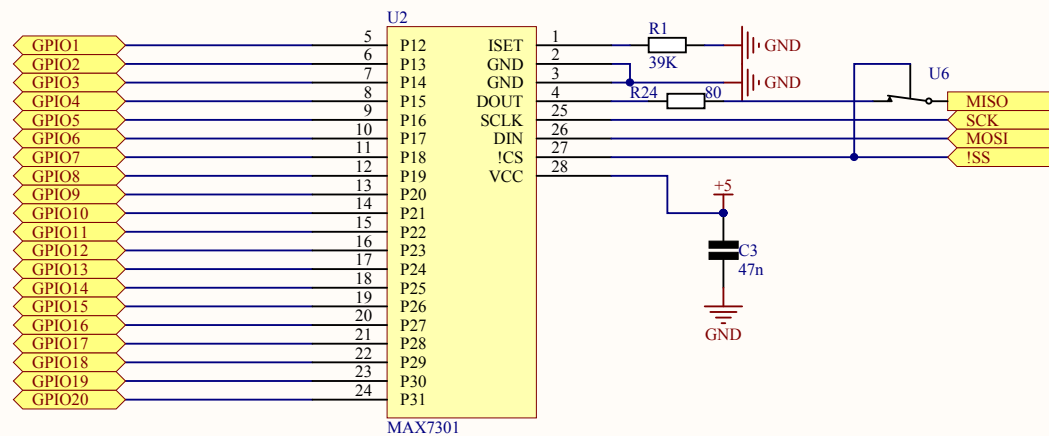 U2
GPIO1 5 P12 ISET 1 R1 39K GND
GPIO2 6 P13 GND 2
GPIO3 7 P14 GND 3 GND
GPIO4 8 P15 DOUT 4 R24 80 U6 MISO
GPIO5 9 P16 SCLK 25 SCK
GPIO6 10 P17 DIN 26 MOSI
GPIO7 11 P18 !CS 27 !SS
GPIO8 12 P19 VCC 28
GPIO9 13 P20 +5
GPIO10 14 P21
GPIO11 15 P22
GPIO12 16 P23 C3
GPIO13 17 P24 47n
GPIO14 18 P25
GPIO15 19 P26
GPIO16 20 P27 GND
GPIO17 21 P28
GPIO18 22 P29
GPIO19 23 P30
GPIO20 24 P31
MAX7301